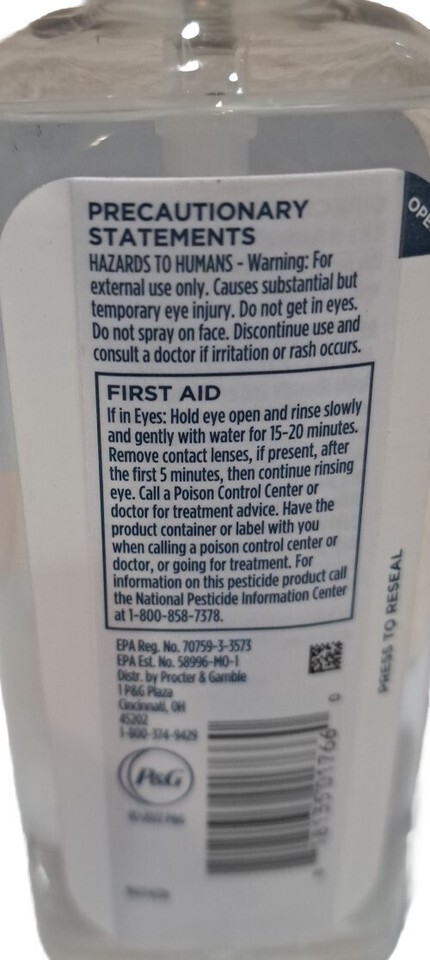 OPE
PRECAUTIONARY
STATEMENTS
HAZARDS TO HUMANS - Warning: For
external use only. Causes substantial but
temporary eye injury. Do not get in eyes.
Do not spray on face. Discontinue use and
consult a doctor if irritation or rash occurs.
FIRST AID
If in Eyes: Hold eye open and rinse slowly
and gently with water for 15-20 minutes.
Remove contact lenses, if present, after
the first 5 minutes, then continue rinsing
eye. Call a Poison Control Center or
doctor for treatment advice. Have the
product container or label with you
when calling a poison control center or
doctor, or going for treatment. For
information on this pesticide product call
the National Pesticide Information Center
at 1-800-858-7378.
EPA Reg. No. 70759-3-3573
EPA Est. No. 58996-MO-1
Distr. by Procter & Gamble
1 P&G Plaza
Cincinnati, OH
45202
1-800-374-9429
P&G
PRESS TO RESEAL